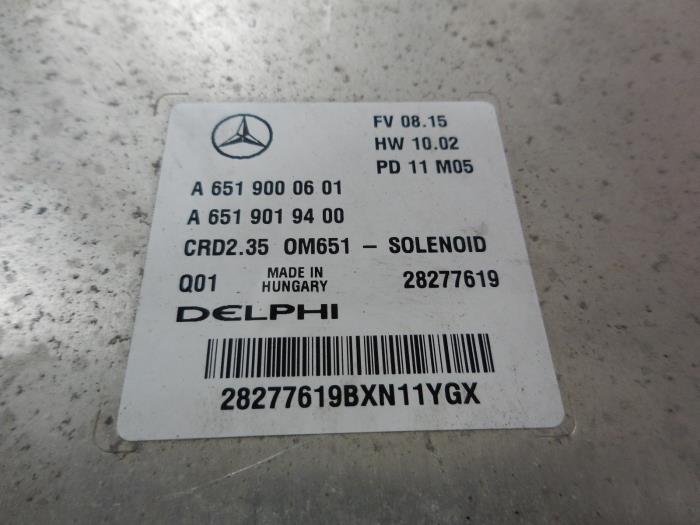 FV 08.15
HW 10.02
PD 11 M05
A 651 900 06 01
A 651 901 94 00
CRD2.35 OM651 – SOLENOID
Q01 MADE IN HUNGARY 28277619
DELPHI
28277619BXN11YGX